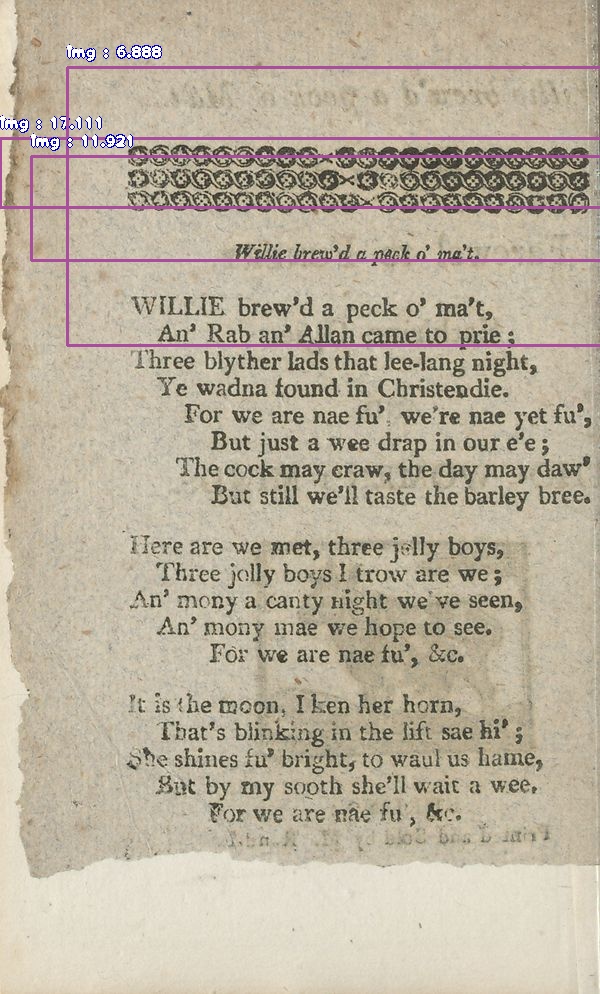 img : 6.888
img : 17.111
img : 11.921
Willie brew'd a peck o' ma't.
WILLIE brew'd a peck o' ma't,
An' Rab an' Allan came to prie ;
Three blyther lads that lee-lang night,
Ye wadna found in Christendie.
For we are nae fu', we're nae yet fu',
But just a wee drap in our e'e ;
The cock may craw, the day may daw'
But still we'll taste the barley bree.
Here are we met, three jolly boys,
Three jolly boys I trow are we ;
An' mony a canty night we've seen,
An' mony mae we hope to see.
For we are nae fu', &c.
It is the moon, I ken her horn,
That's blinking in the lift sae hi' ;
She shines fu' bright, to waul us hame,
But by my sooth she'll wait a wee.
For we are nae fu', &c.